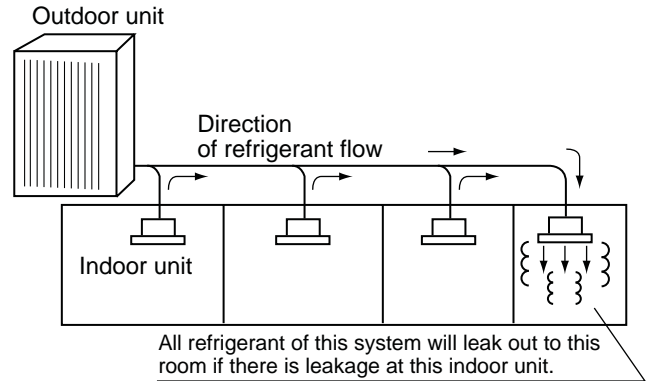 Outdoor unit
Direction
of refrigerant flow
Indoor unit
All refrigerant of this system will leak out to this
room if there is leakage at this indoor unit.